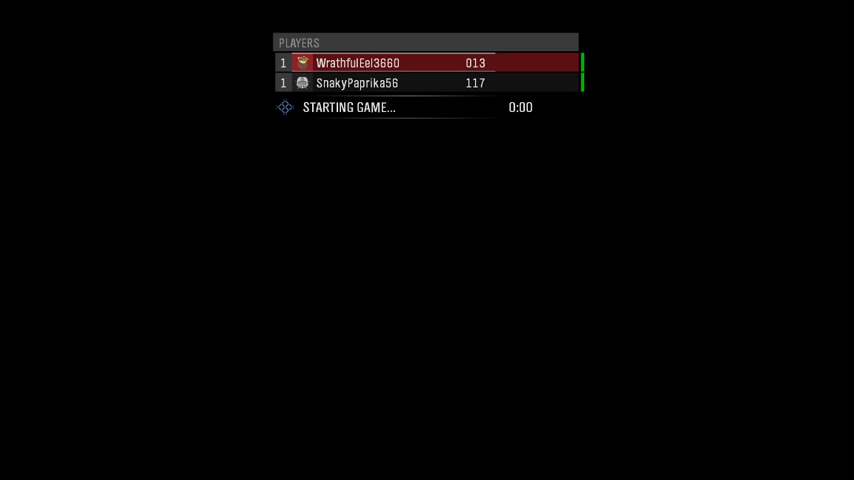 PLAYERS
1 WrathfulEel3660 013
1 SnakyPaprika56 117
STARTING GAME... 0:00